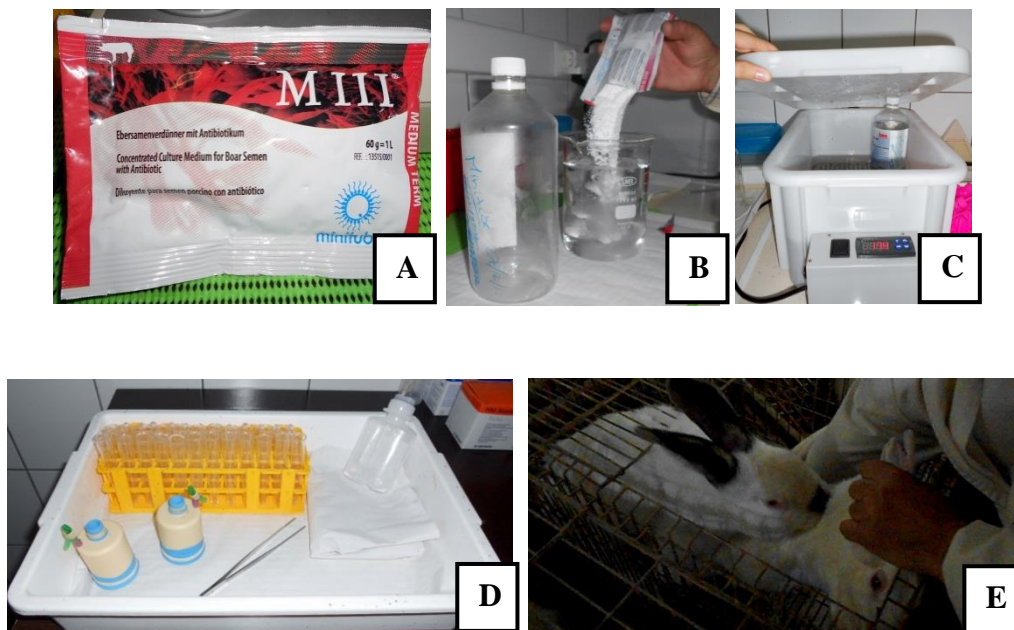 M III
Ebersamenverdünner mit Antibiotikum
60 g = 1 L
Concentrated Culture Medium for Boar Semen
with Antibiotic
Diluyente para semen porcino con antibiótico
MEDIUM TERM
minitub
A
B
C
D
E